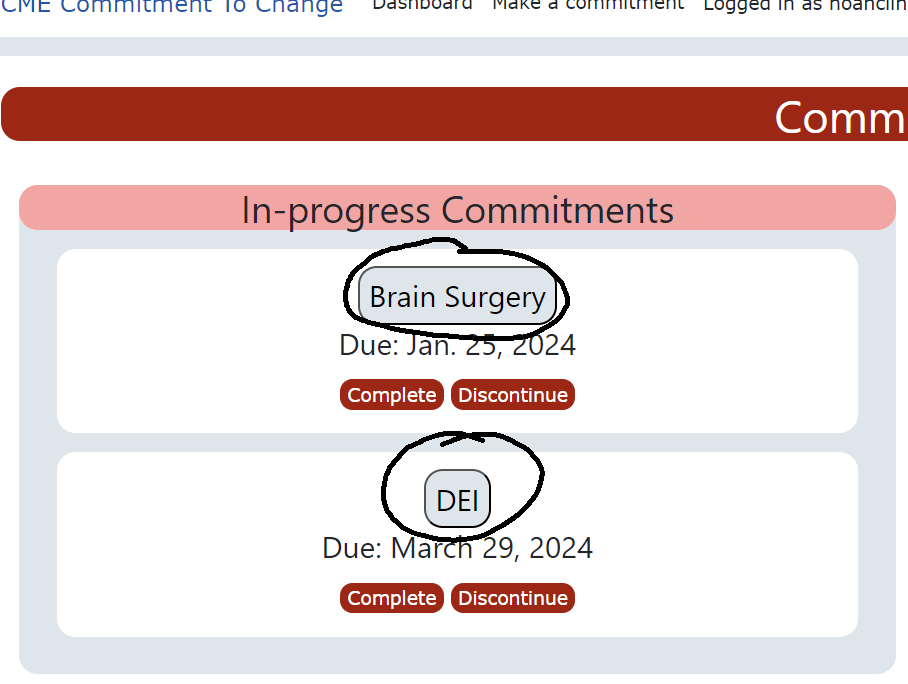 CME Commitment To Change Dashboard Make a commitment Logged in as
Comm
In-progress Commitments
Brain Surgery
Due: Jan. 25, 2024
Complete Discontinue
DEI
Due: March 29, 2024
Complete Discontinue